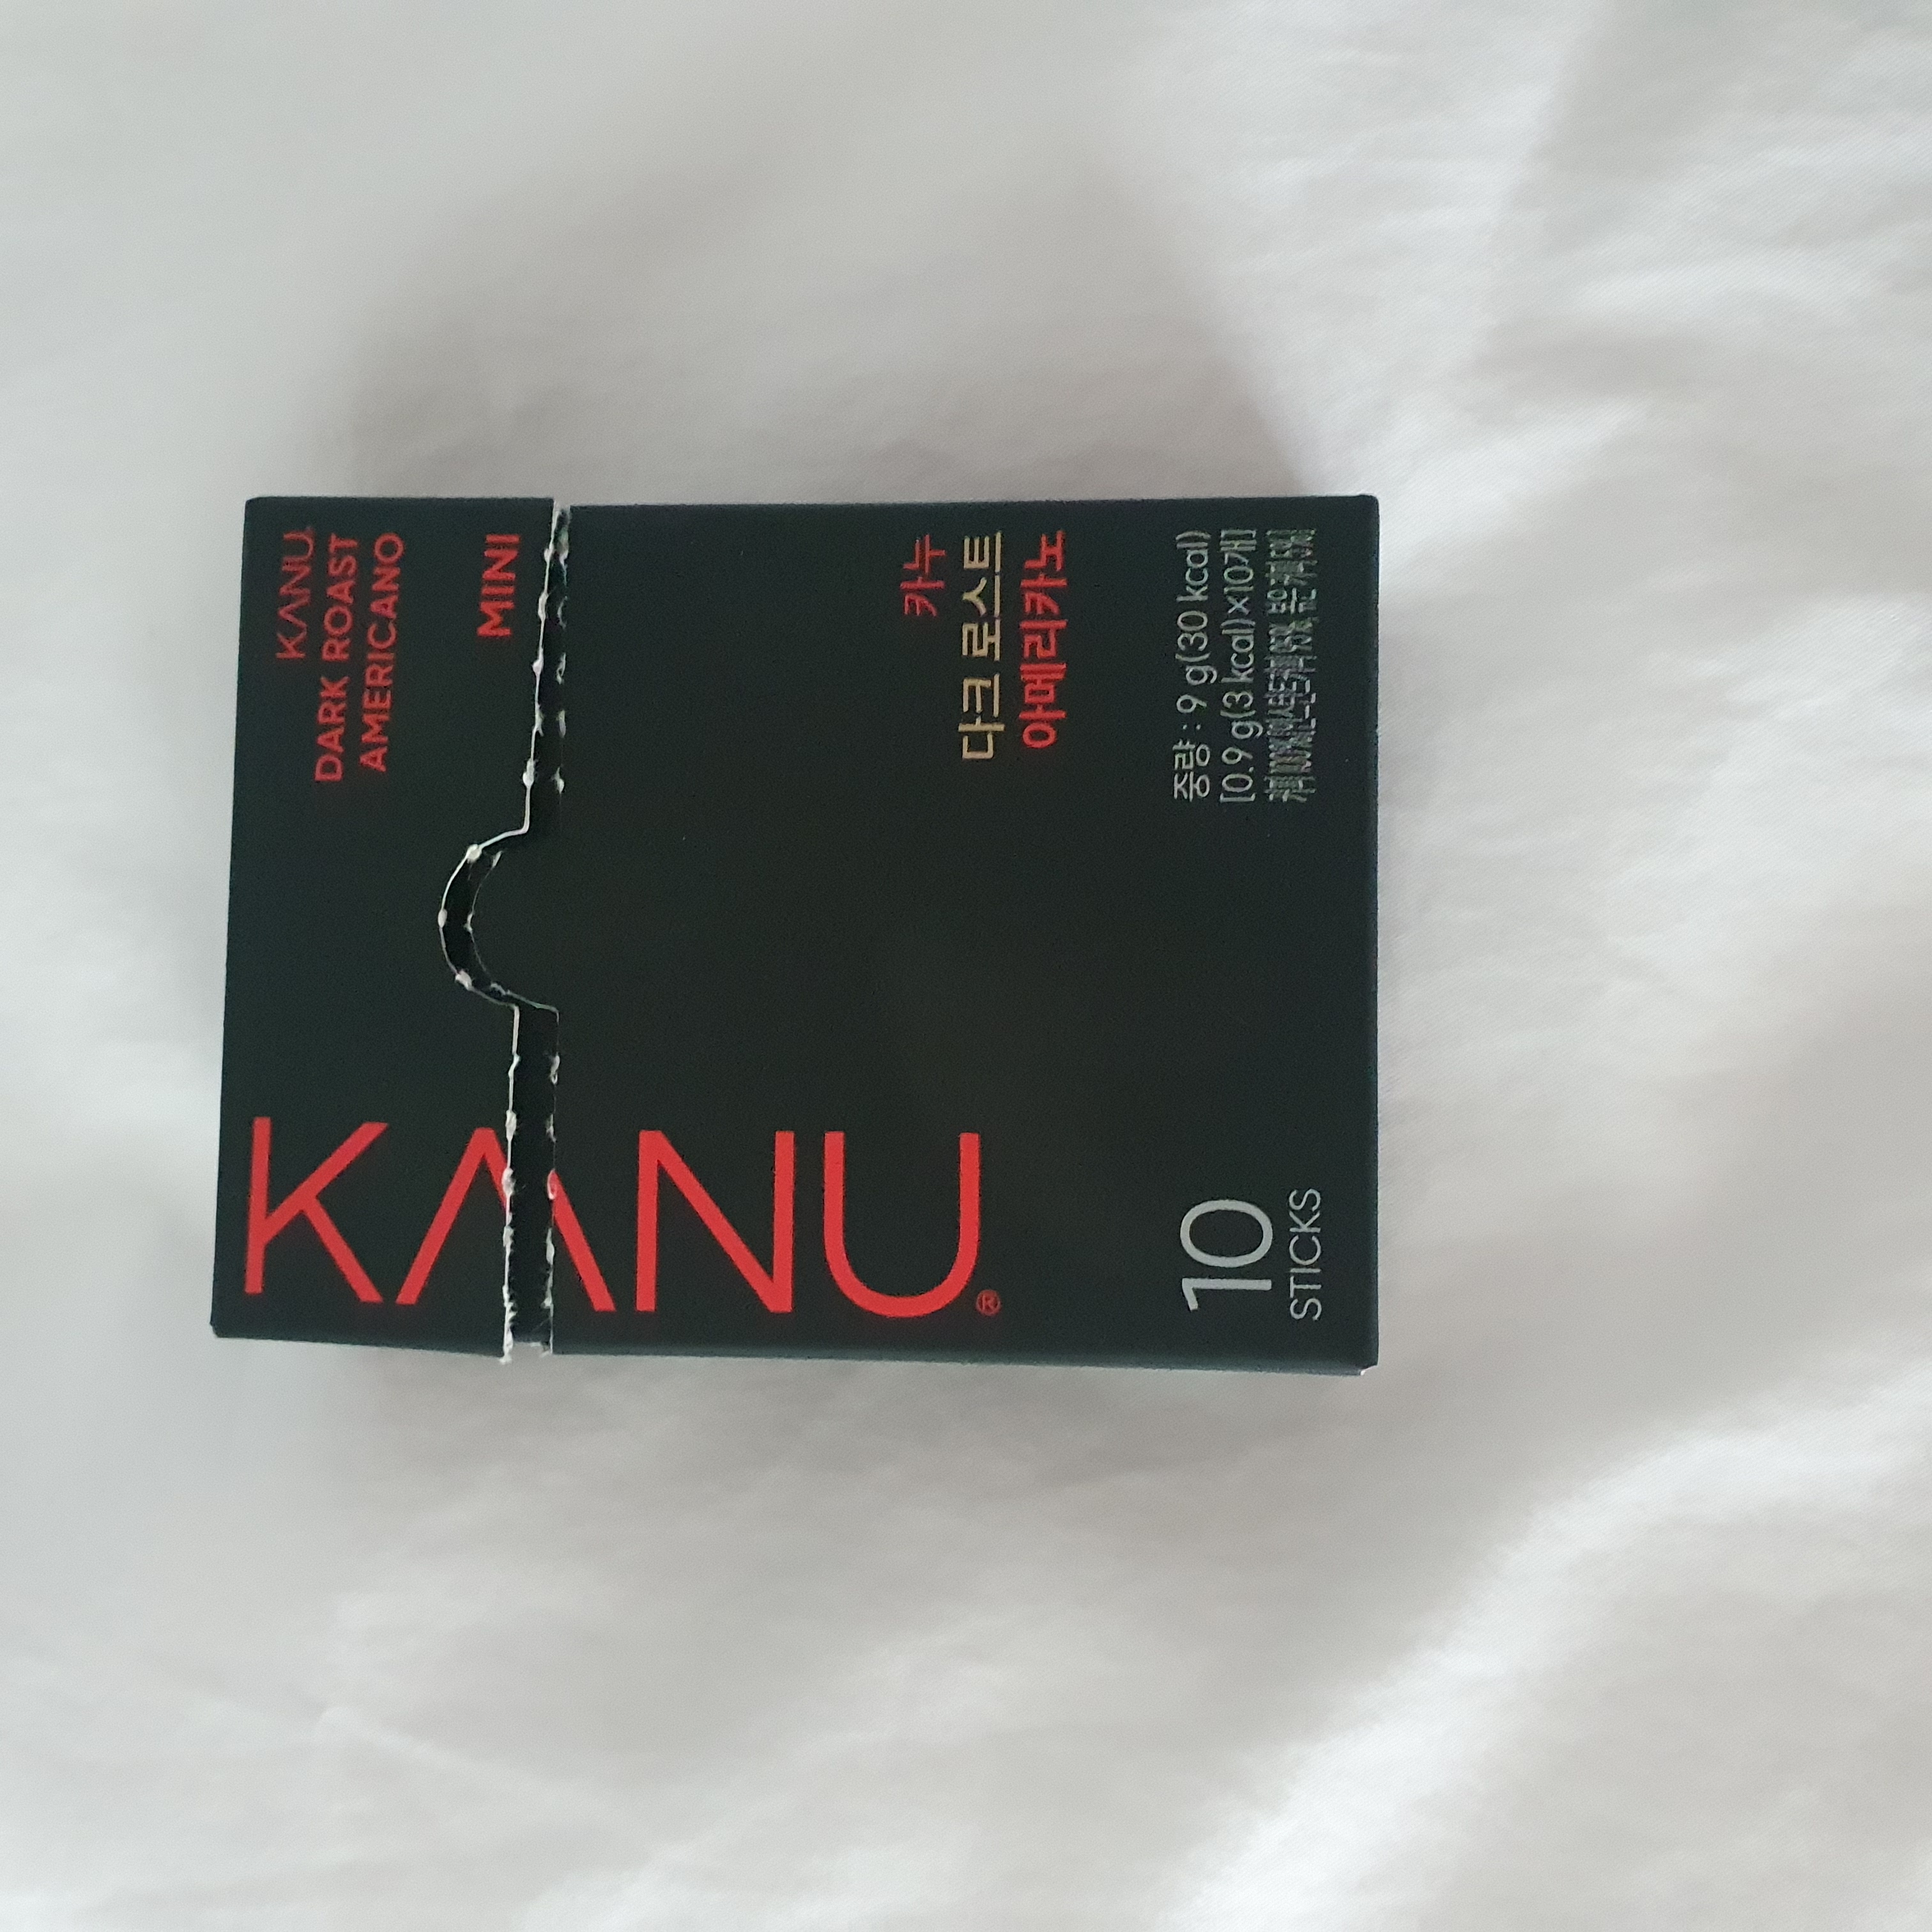 KANU
DARK ROAST
AMERICANO
MINI
KANU®
카누
다크 로스트
아메리카노
중량 : 9 g(30 kcal)
[0.9 g(3 kcal)×10개]
10
STICKS